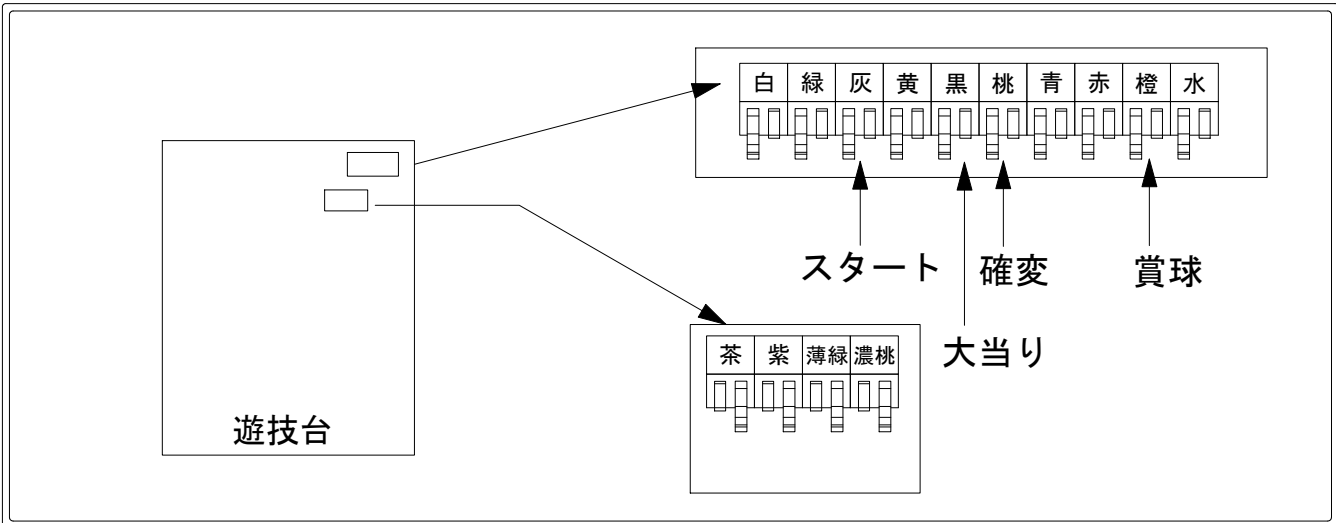 白 緑 灰 黄 黒 桃 青 赤 橙 水
スタート 確変 賞球
大当り
茶 紫 薄緑 濃桃
遊技台